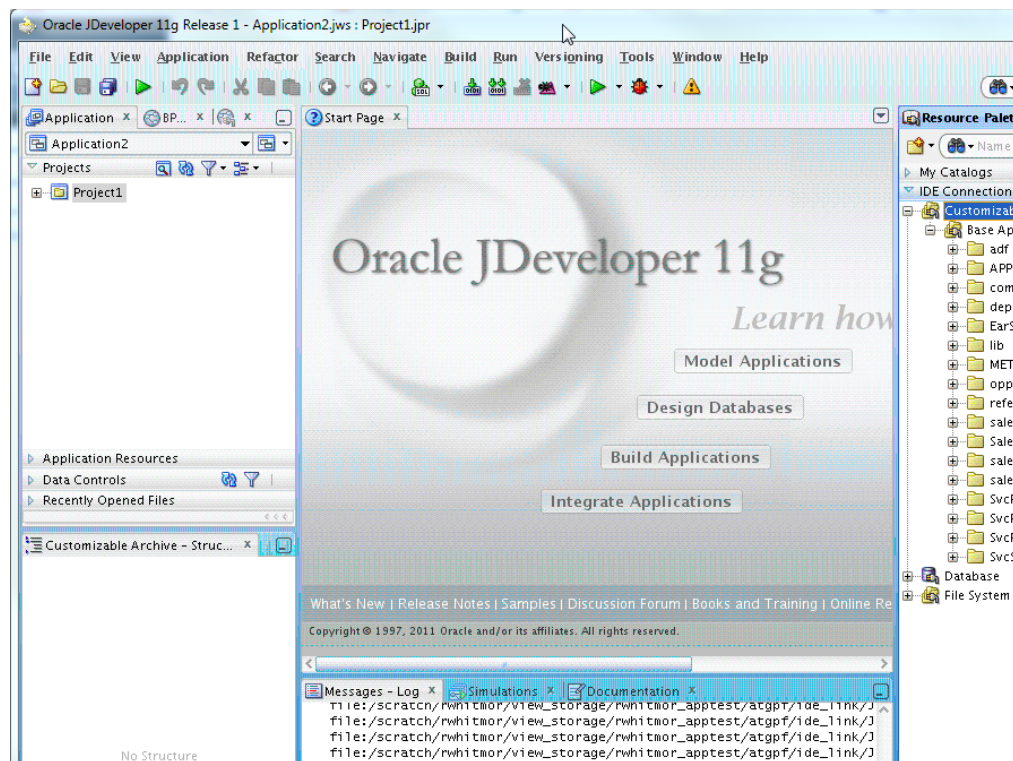 Oracle JDeveloper 11g Release 1 - Application2.jws : Project1.jpr
File Edit View Application Refactor Search Navigate Build Run Versioning Tools Window Help
Application x BP... x x
Application2
Projects
Project1
Application Resources
Data Controls
Recently Opened Files
<<<
Customizable Archive - Struc... x
No Structure
Start Page x
Oracle JDeveloper 11g
Learn how
Model Applications
Design Databases
Build Applications
Integrate Applications
What's New | Release Notes | Samples | Discussion Forum | Books and Training | Online Re
Copyright © 1997, 2011 Oracle and/or its affiliates. All rights reserved.
Messages - Log x Simulations x Documentation x
file:/scratch/rwhitmor/view_storage/rwhitmor_apptest/atgpf/ide_link/J
file:/scratch/rwhitmor/view_storage/rwhitmor_apptest/atgpf/ide_link/J
file:/scratch/rwhitmor/view_storage/rwhitmor_apptest/atgpf/ide_link/J
file:/scratch/rwhitmor/view_storage/rwhitmor_apptest/atgpf/ide_link/J
Resource Palet
Name
My Catalogs
IDE Connection
Customizab
Base Ap
adf
APP
com
dep
EarS
lib
MET
opp
refe
sale
Sale
sale
sale
SvcF
SvcF
SvcF
SvcS
Database
File System